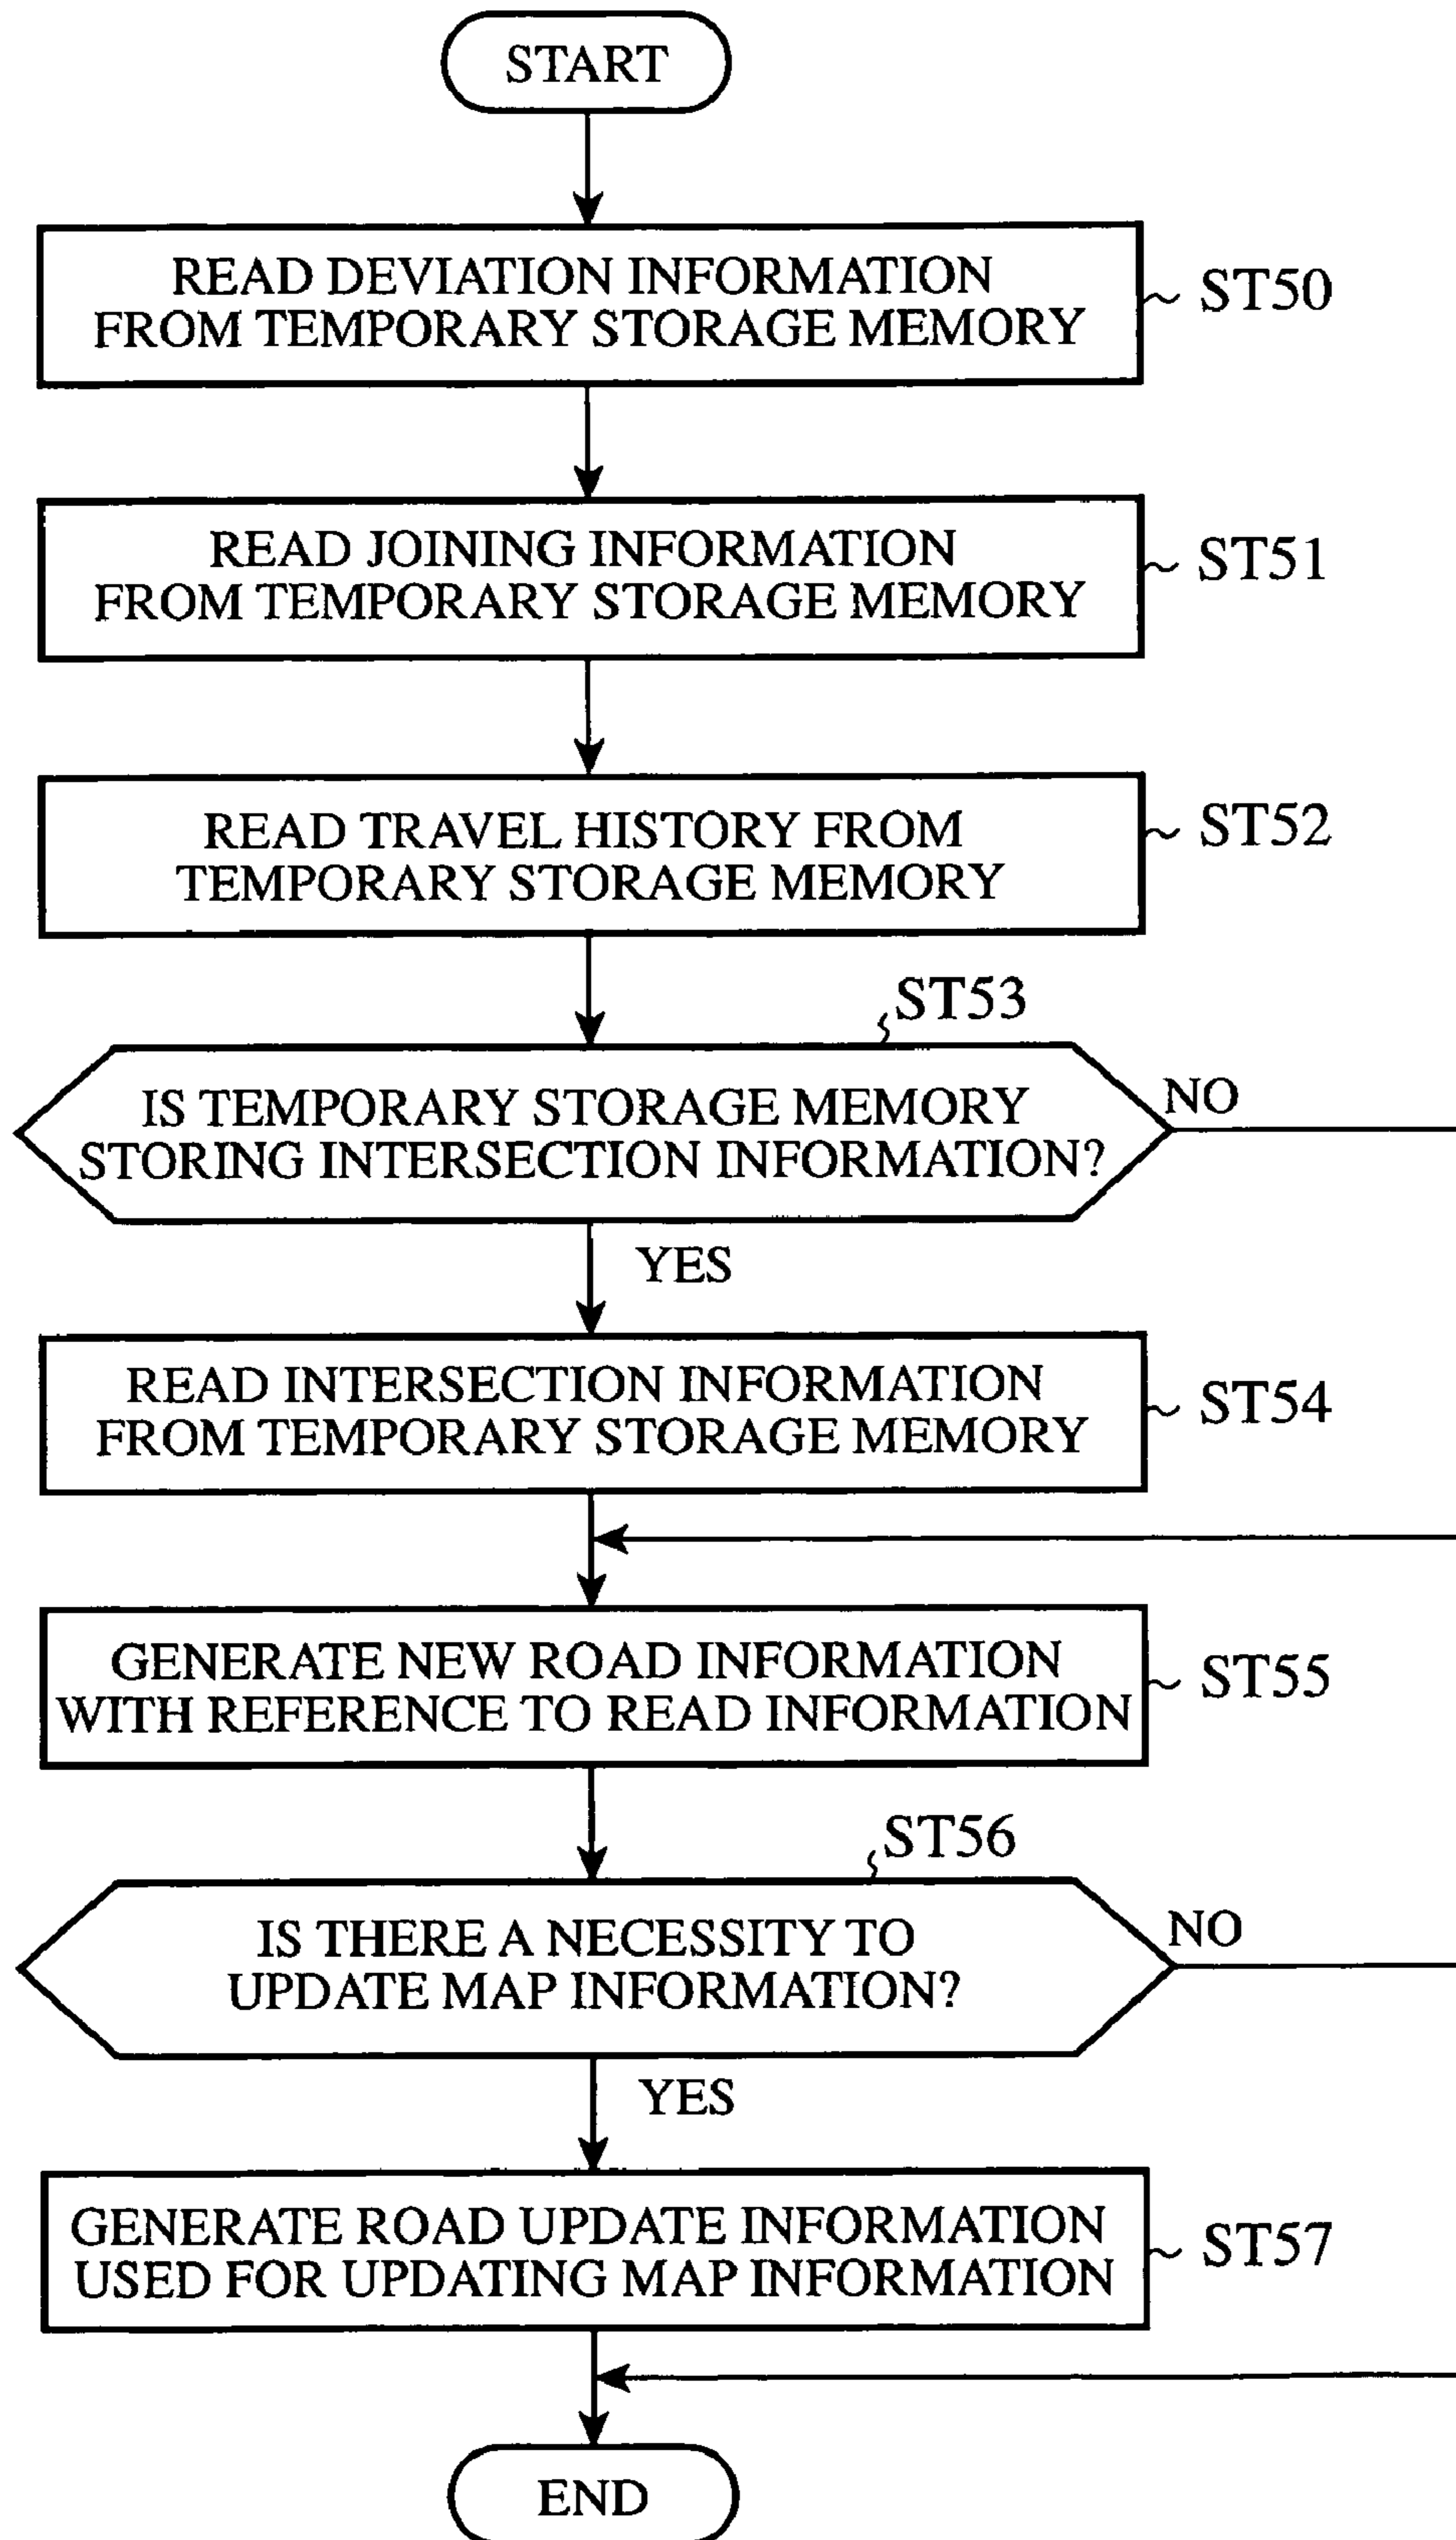 START
READ DEVIATION INFORMATION
FROM TEMPORARY STORAGE MEMORY
ST50
READ JOINING INFORMATION
FROM TEMPORARY STORAGE MEMORY
ST51
READ TRAVEL HISTORY FROM
TEMPORARY STORAGE MEMORY
ST52
ST53
IS TEMPORARY STORAGE MEMORY
STORING INTERSECTION INFORMATION?
NO
YES
READ INTERSECTION INFORMATION
FROM TEMPORARY STORAGE MEMORY
ST54
GENERATE NEW ROAD INFORMATION
WITH REFERENCE TO READ INFORMATION
ST55
ST56
IS THERE A NECESSITY TO
UPDATE MAP INFORMATION?
NO
YES
GENERATE ROAD UPDATE INFORMATION
USED FOR UPDATING MAP INFORMATION
ST57
END